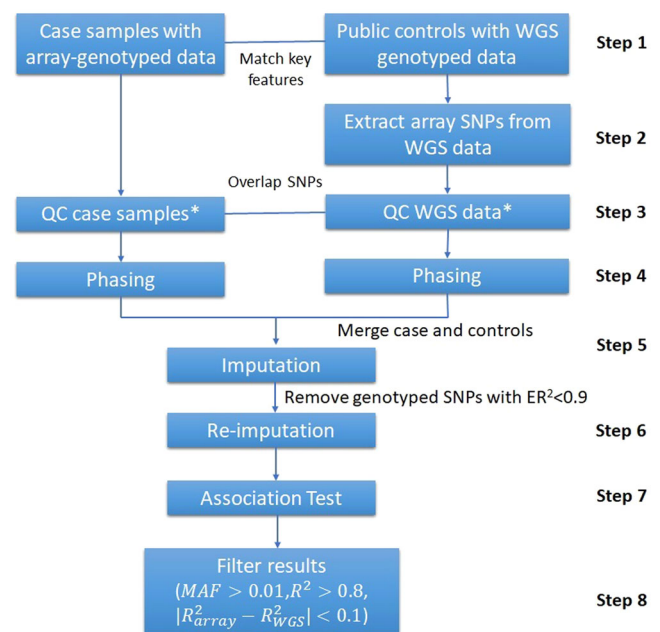 Case samples with
array-genotyped data
Match key
features
Public controls with WGS
genotyped data
Step 1
Extract array SNPs from
WGS data
Step 2
Overlap SNPs
QC case samples*
QC WGS data*
Step 3
Phasing
Phasing
Step 4
Merge case and controls
Imputation
Step 5
Remove genotyped SNPs with ER²<0.9
Re-imputation
Step 6
Association Test
Step 7
Filter results
(MAF > 0.01, R² > 0.8,
|R²array − R²WGS| < 0.1)
Step 8